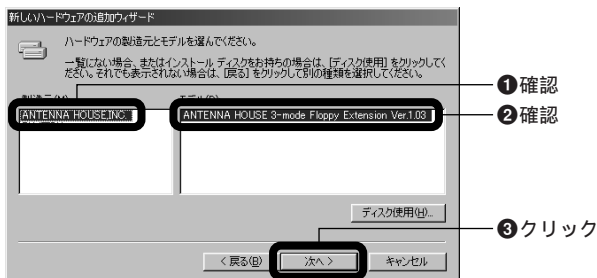 新しいハードウェアの追加ウィザード
ハードウェアの製造元とモデルを選んでください。
一覧にない場合、またはインストール ディスクをお持ちの場合は、[ディスク使用] をクリックして
ください。それでも表示されない場合は、[戻る] をクリックして別の種類を選択してください。
ANTENNA HOUSE,INC.
ANTENNA HOUSE 3-mode Floppy Extension Ver.1.03
❶確認
❷確認
ディスク使用(H)...
❸クリック
< 戻る(B)
次へ >
キャンセル